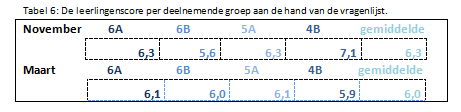 Tabel 6: De leerlingenscore per deelnemende groep aan de hand van de vragenlijst.
November 6A 6B 5A 4B gemiddelde
6,3 5,6 6,3 7,1 6,3
Maart 6A 6B 5A 4B gemiddelde
6,1 6,0 6,1 5,9 6,0